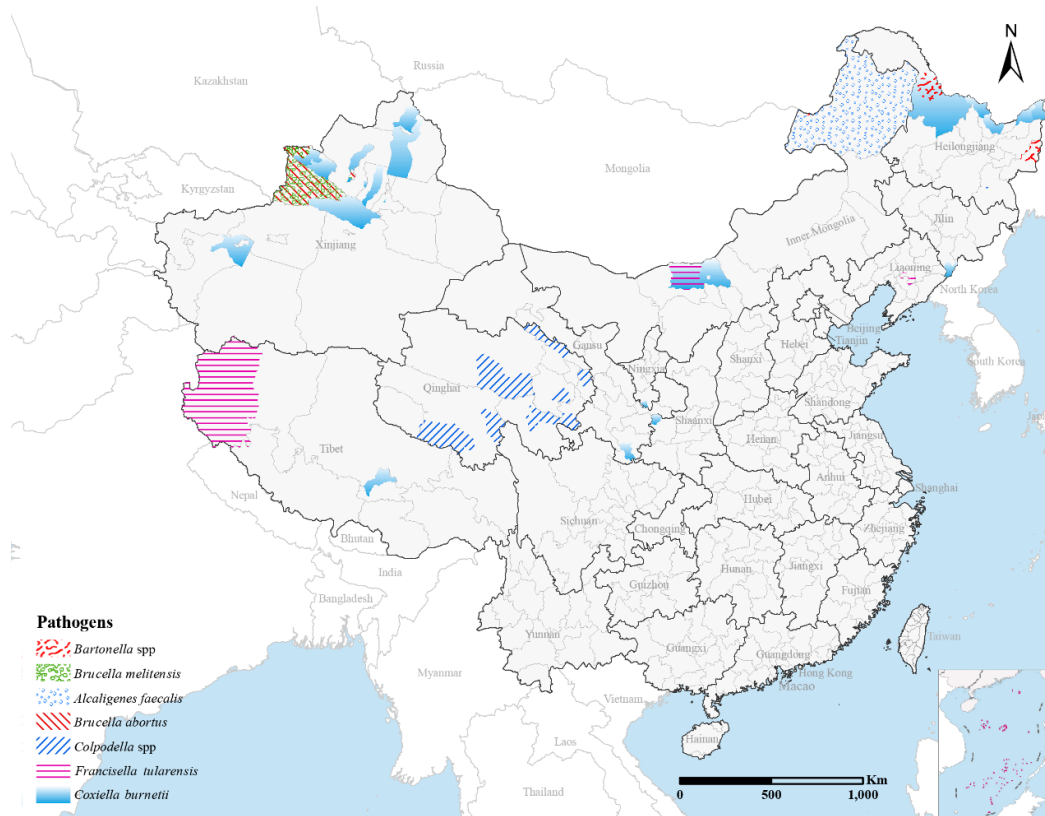 N
Russia
Kazakhstan
Mongolia
Heilongjiang
Kyrgyzstan
Jilin
Inner Mongolia
Xinjiang
Liaoning
North Korea
Beijing
Tianjin
Hebei
Gansu
Shanxi
South Korea
Ningxia
Qinghai
Shandong
Shaanxi
Henan
Jiangsu
Tibet
Anhui
Shanghai
Hubei
Nepal
Sichuan
Chongqing
Zhejiang
Bhutan
Hunan
Jiangxi
India
Guizhou
Fujian
Bangladesh
Yunnan
Taiwan
Guangxi
Guangdong
Hong Kong
Macao
Myanmar
Vietnam
Hainan
Laos
Thailand
Pathogens
Bartonella spp
Brucella melitensis
Alcaligenes faecalis
Brucella abortus
Colpodella spp
Francisella tularensis
Coxiella burnetii
Km
0 500 1,000